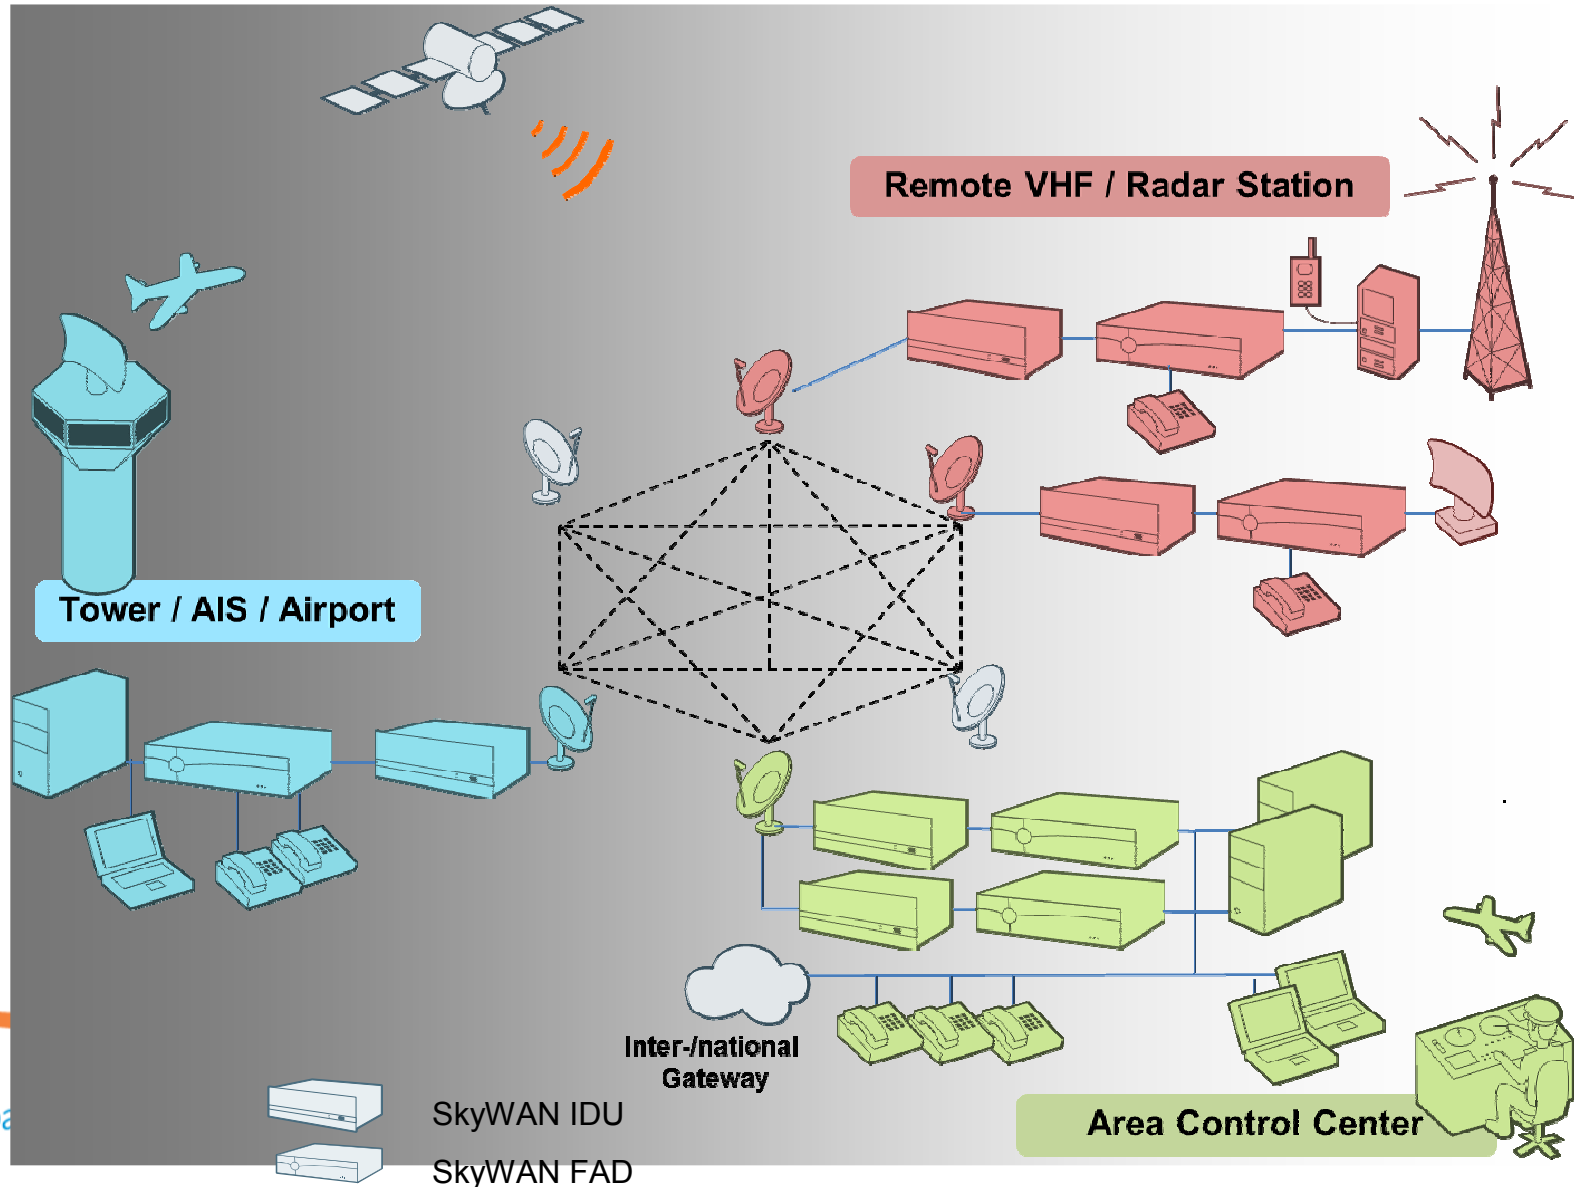 Remote VHF / Radar Station
Tower / AIS / Airport
Inter-/national
Gateway
Area Control Center
SkyWAN IDU
SkyWAN FAD